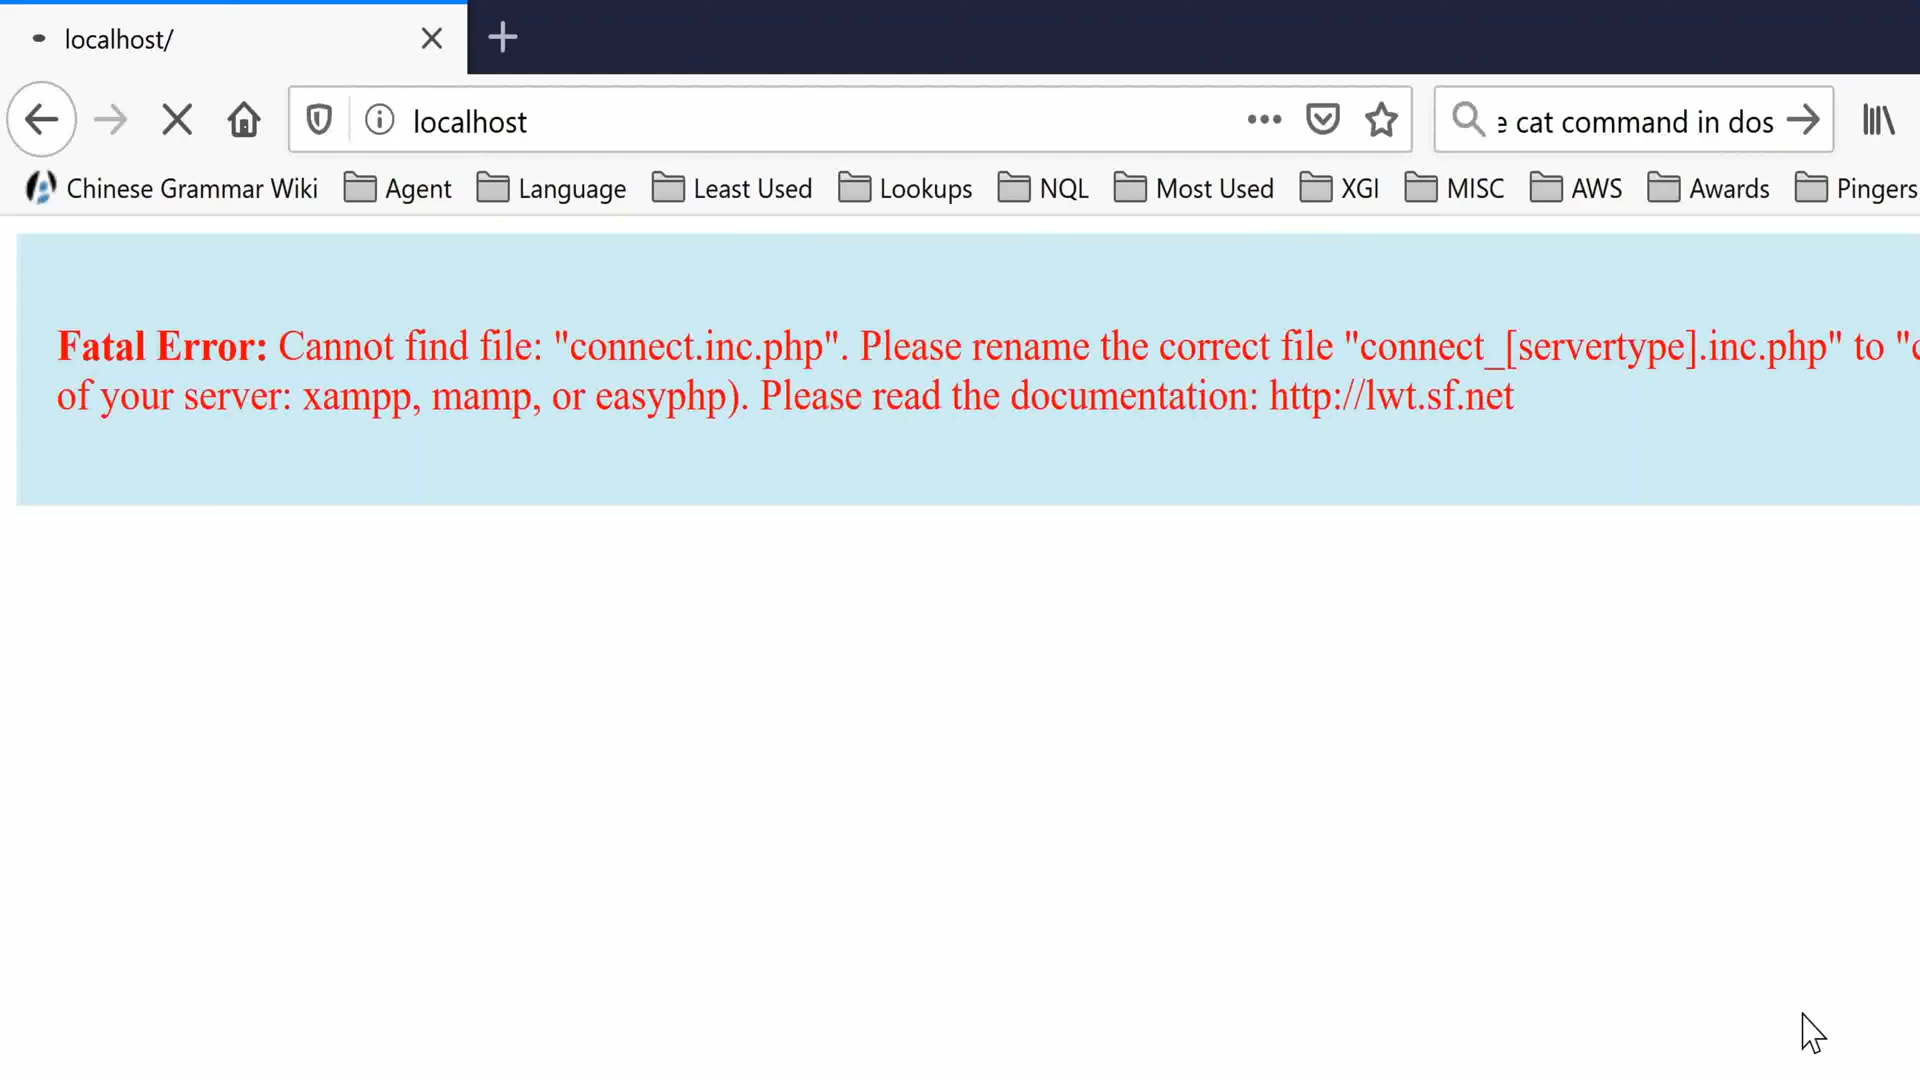 localhost/
localhost
e cat command in dos
Chinese Grammar Wiki Agent Language Least Used Lookups NQL Most Used XGI MISC AWS Awards Pingers
Fatal Error: Cannot find file: "connect.inc.php". Please rename the correct file "connect_[servertype].inc.php" to "c
of your server: xampp, mamp, or easyphp). Please read the documentation: http://lwt.sf.net